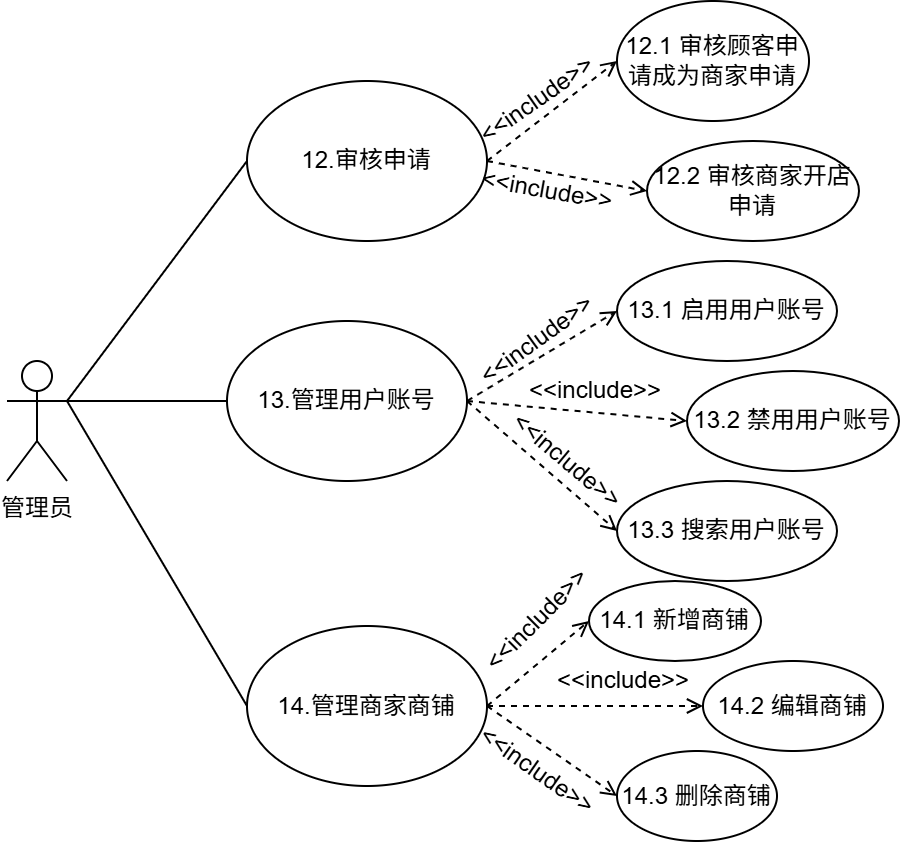 12.1 审核顾客申
请成为商家申请
<<include>>
12.审核申请
<<include>>
12.2 审核商家开店
申请
13.1 启用用户账号
<<include>>
13.管理用户账号
<<include>>
13.2 禁用用户账号
<<include>>
13.3 搜索用户账号
管理员
<<include>>
14.1 新增商铺
14.管理商家商铺
<<include>>
14.2 编辑商铺
<<include>>
14.3 删除商铺